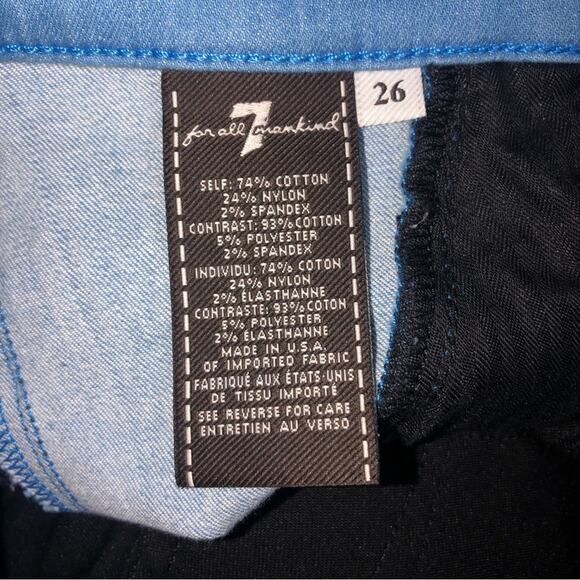 26
7
for all mankind
SELF: 74% COTTON
24% NYLON
2% SPANDEX
CONTRAST: 93% COTTON
5% POLYESTER
2% SPANDEX
INDIVIDU: 74% COTON
24% NYLON
2% ÉLASTHANNE
CONTRASTE: 93% COTON
5% POLYESTER
2% ÉLASTHANNE
MADE IN U.S.A.
OF IMPORTED FABRIC
FABRIQUÉ AUX ÉTATS-UNIS
DE TISSU IMPORTÉ
SEE REVERSE FOR CARE
ENTRETIEN AU VERSO